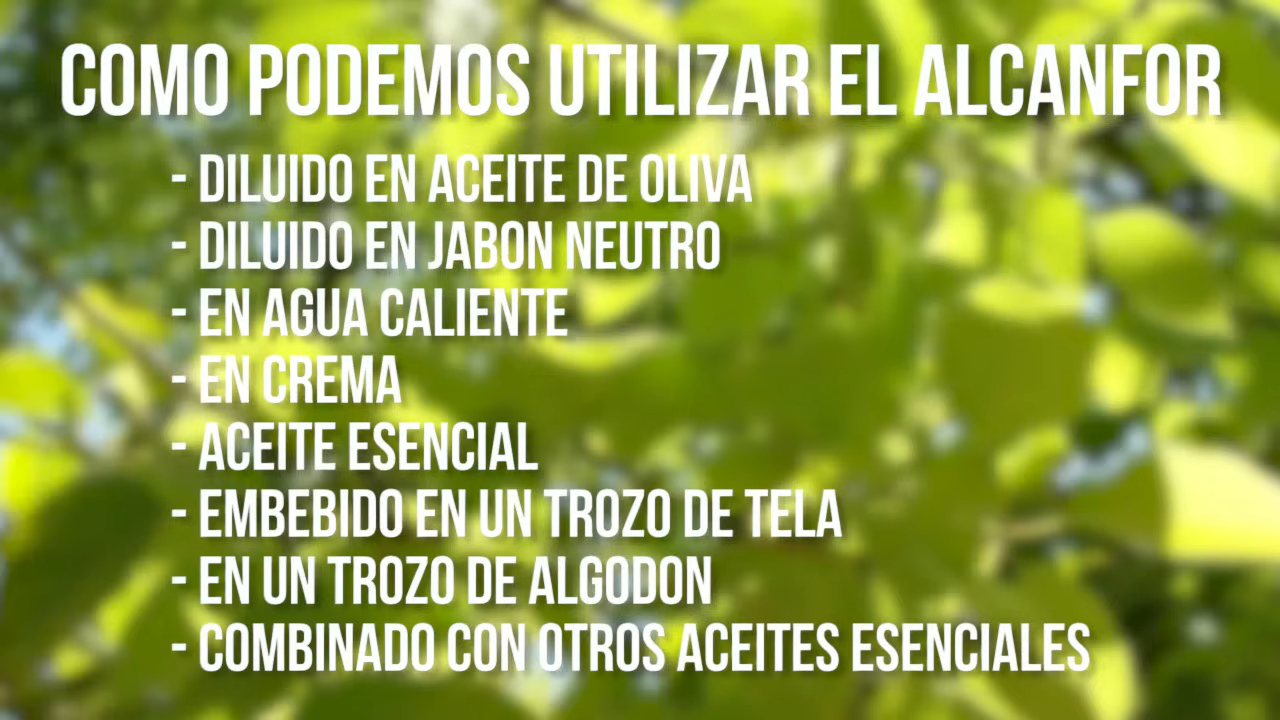 COMO PODEMOS UTILIZAR EL ALCANFOR
- DILUIDO EN ACEITE DE OLIVA
- DILUIDO EN JABON NEUTRO
- EN AGUA CALIENTE
- EN CREMA
- ACEITE ESENCIAL
- EMBEBIDO EN UN TROZO DE TELA
- EN UN TROZO DE ALGODON
- COMBINADO CON OTROS ACEITES ESENCIALES